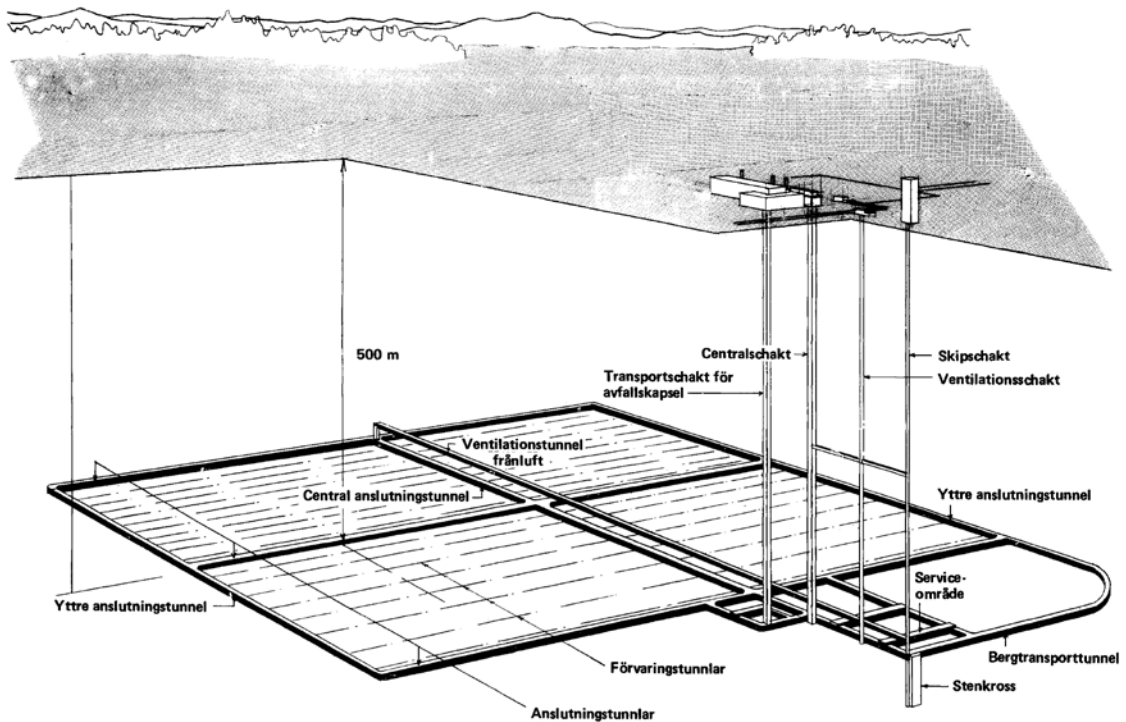 500 m
Centralschakt
Skipschakt
Transportschakt för
avfallskapsel
Ventilationsschakt
Ventilationstunnel
frånluft
Central anslutningstunnel
Yttre anslutningstunnel
Service-
område
Yttre anslutningstunnel
Bergtransporttunnel
Förvaringstunnlar
Stenkross
Anslutningstunnlar